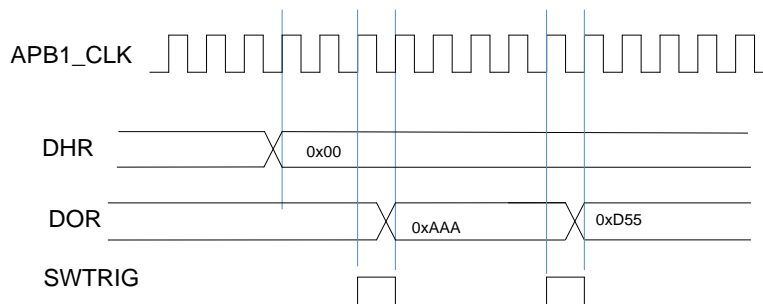 APB1_CLK
DHR
0x00
DOR
0xAAA
0xD55
SWTRIG